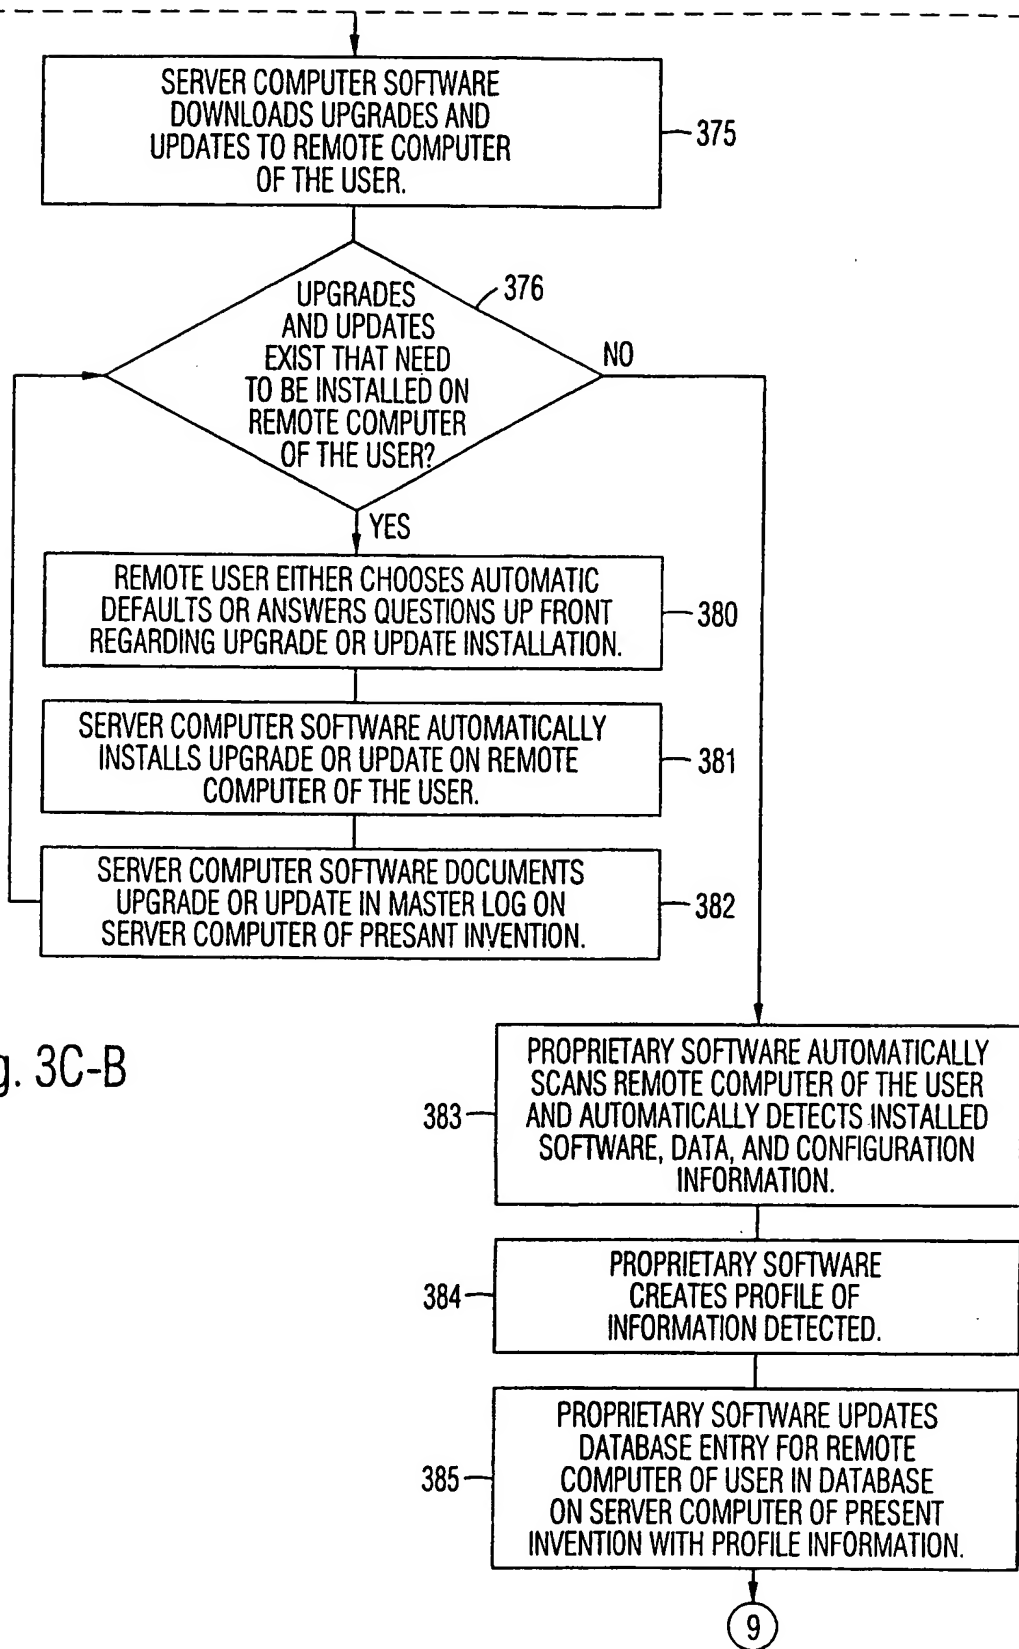 SERVER COMPUTER SOFTWARE
DOWNLOADS UPGRADES AND
UPDATES TO REMOTE COMPUTER
OF THE USER.
375
376
UPGRADES
AND UPDATES
EXIST THAT NEED
TO BE INSTALLED ON
REMOTE COMPUTER
OF THE USER?
NO
YES
REMOTE USER EITHER CHOOSES AUTOMATIC
DEFAULTS OR ANSWERS QUESTIONS UP FRONT
REGARDING UPGRADE OR UPDATE INSTALLATION.
380
SERVER COMPUTER SOFTWARE AUTOMATICALLY
INSTALLS UPGRADE OR UPDATE ON REMOTE
COMPUTER OF THE USER.
381
SERVER COMPUTER SOFTWARE DOCUMENTS
UPGRADE OR UPDATE IN MASTER LOG ON
SERVER COMPUTER OF PRESANT INVENTION.
382
g. 3C-B
PROPRIETARY SOFTWARE AUTOMATICALLY
SCANS REMOTE COMPUTER OF THE USER
AND AUTOMATICALLY DETECTS INSTALLED
SOFTWARE, DATA, AND CONFIGURATION
INFORMATION.
383
PROPRIETARY SOFTWARE
CREATES PROFILE OF
INFORMATION DETECTED.
384
PROPRIETARY SOFTWARE UPDATES
DATABASE ENTRY FOR REMOTE
COMPUTER OF USER IN DATABASE
ON SERVER COMPUTER OF PRESENT
INVENTION WITH PROFILE INFORMATION.
385
9